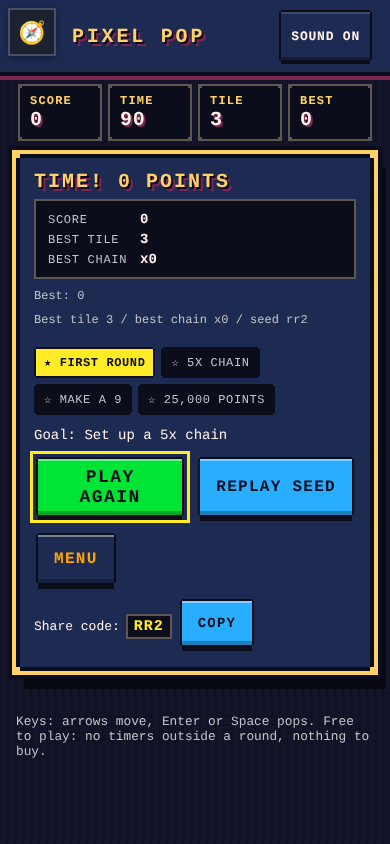 PIXEL POP
SOUND ON
SCORE
0
TIME
90
TILE
3
BEST
0
TIME! 0 POINTS
SCORE 0
BEST TILE 3
BEST CHAIN x0
Best: 0
Best tile 3 / best chain x0 / seed rr2
★ FIRST ROUND
☆ 5X CHAIN
☆ MAKE A 9
☆ 25,000 POINTS
Goal: Set up a 5x chain
PLAY
AGAIN
REPLAY SEED
MENU
Share code: RR2
COPY
Keys: arrows move, Enter or Space pops. Free
to play: no timers outside a round, nothing to
buy.